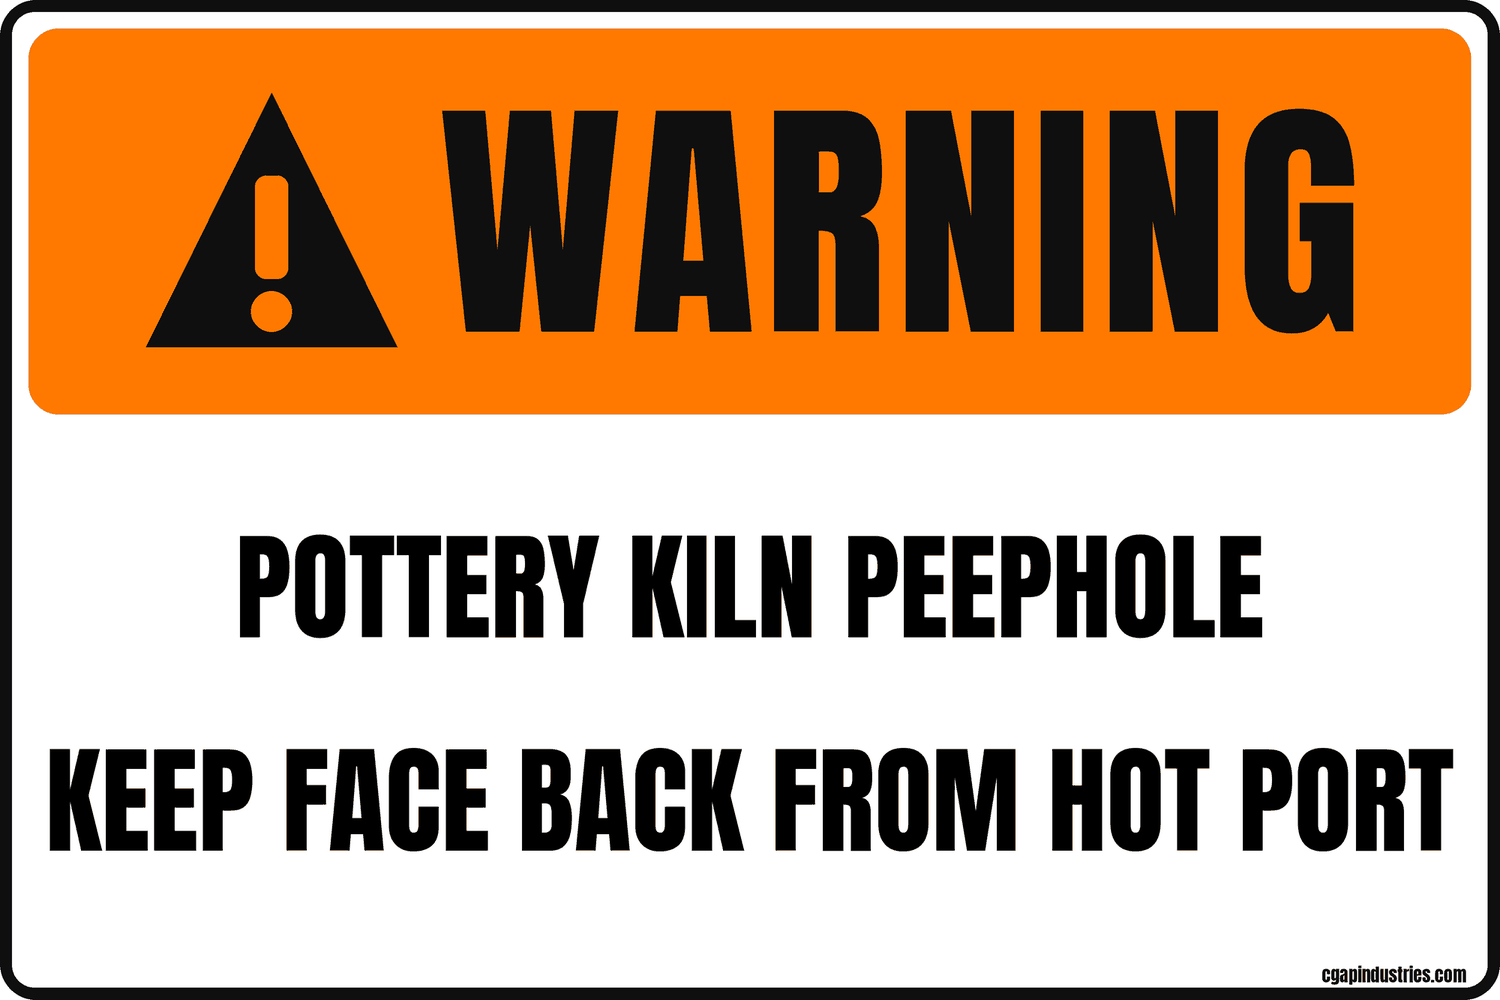 WARNING
POTTERY KILN PEEPHOLE
KEEP FACE BACK FROM HOT PORT
cgapindustries.com